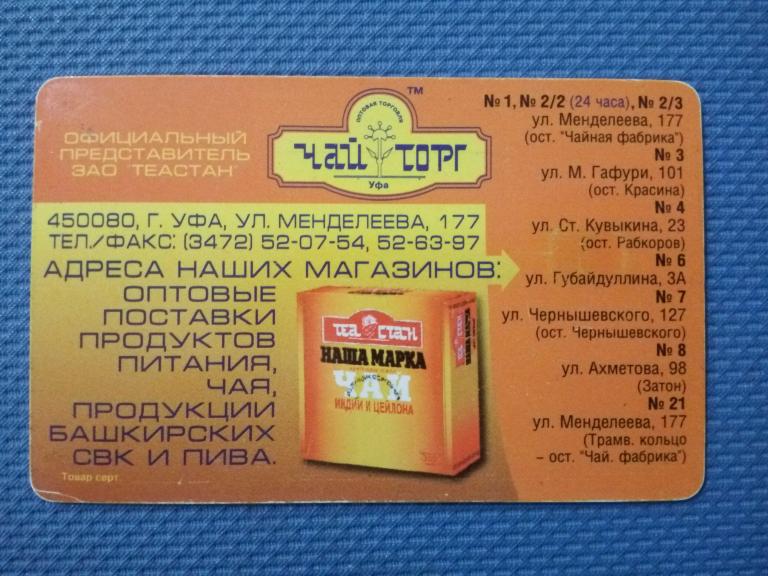 ОФИЦИАЛЬНЫЙ
ПРЕДСТАВИТЕЛЬ
ЗАО "ТЕАСТАН"
ОПТОВАЯ ТОРГОВЛЯ
ЧАЙ ТОРГ
Уфа
TM
450080, Г. УФА, УЛ. МЕНДЕЛЕЕВА, 177
ТЕЛ./ФАКС: (3472) 52-07-54, 52-63-97
АДРЕСА НАШИХ МАГАЗИНОВ:
ОПТОВЫЕ
ПОСТАВКИ
ПРОДУКТОВ
ПИТАНИЯ,
ЧАЯ,
ПРОДУКЦИИ
БАШКИРСКИХ
СВК И ПИВА.
Товар серт.
ТЕА СТАН
НАША МАРКА
ЧАЙ
ИНДИИ И ЦЕЙЛОНА
ТЕА СТАН
НАША МАРКА
№ 1, № 2/2 (24 часа), № 2/3
ул. Менделеева, 177
(ост. "Чайная фабрика")
№ 3
ул. М. Гафури, 101
(ост. Красина)
№ 4
ул. Ст. Кувыкина, 23
(ост. Рабкоров)
№ 6
ул. Губайдуллина, 3А
№ 7
ул. Чернышевского, 127
(ост. Чернышевского)
№ 8
ул. Ахметова, 98
(Затон)
№ 21
ул. Менделеева, 177
(Трамв. кольцо
– ост. "Чай. фабрика")